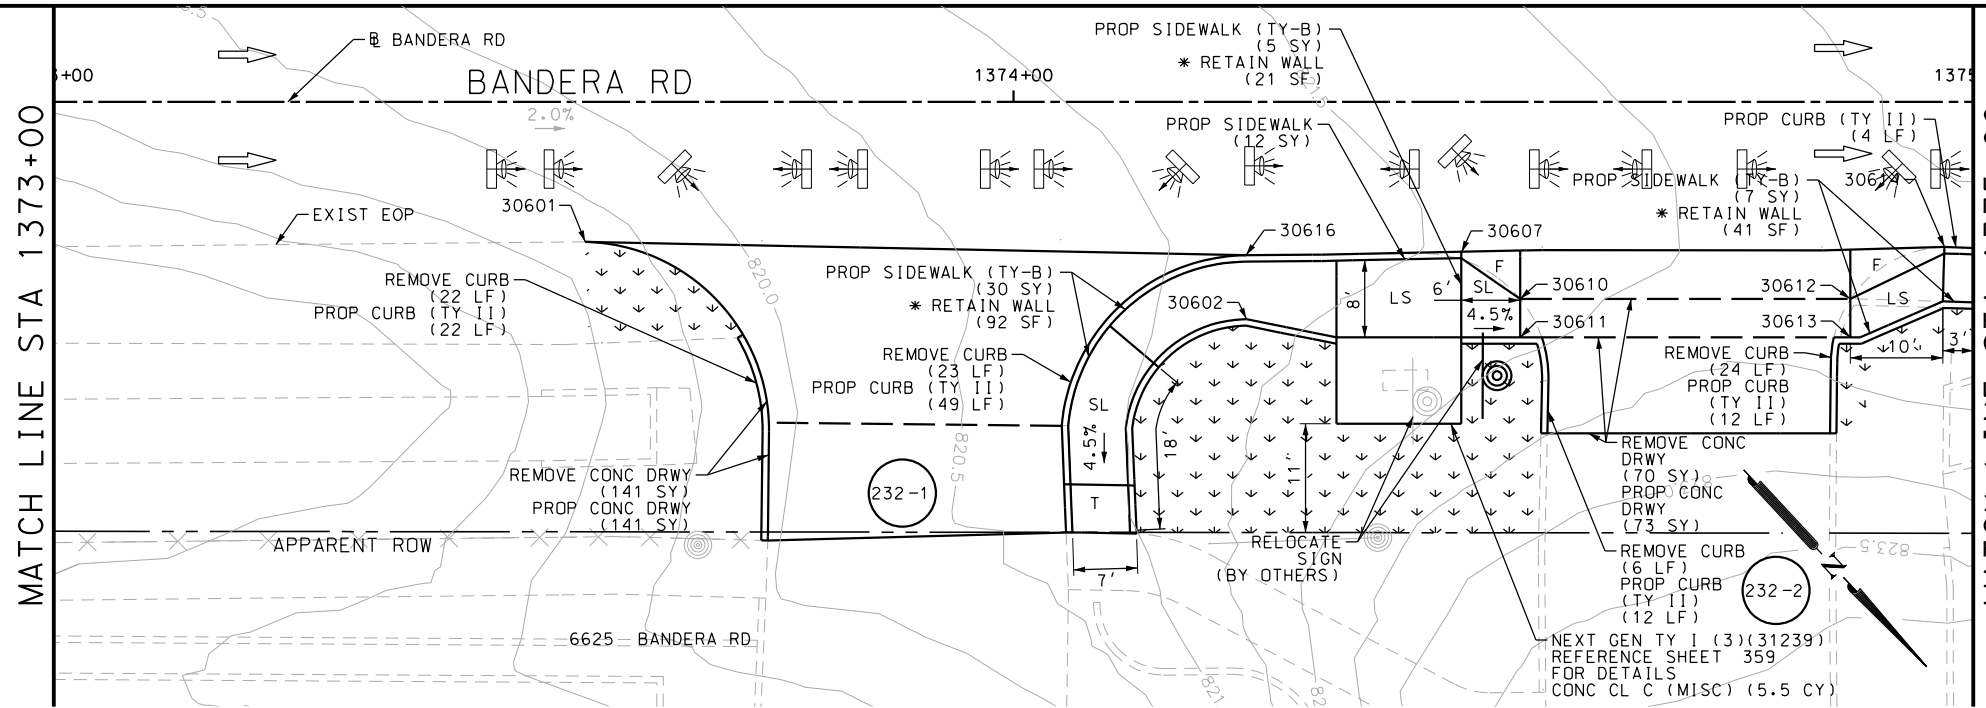 MATCH LINE STA 1373+00
3+00
B BANDERA RD
BANDERA RD
1374+00
2.0%
PROP SIDEWALK (TY-B)
(5 SY)
* RETAIN WALL
(21 SF)
821.5
PROP SIDEWALK
(12 SY)
PROP CURB (TY II)
(4 LF)
PROP SIDEWALK (TY-B)
(7 SY)
* RETAIN WALL
(41 SF)
30614
EXIST EOP
30601
30616
30607
REMOVE CURB
(22 LF)
PROP CURB (TY II)
(22 LF)
820.0
PROP SIDEWALK (TY-B)
(30 SY)
* RETAIN WALL
(92 SF)
30602
8'
LS
6'
SL
F
4.5%
30610
30611
30612
30613
F
LS
10'
3'
REMOVE CURB
(23 LF)
PROP CURB (TY II)
(49 LF)
SL
4.5%
T
18'
11'
7'
REMOVE CURB
(24 LF)
PROP CURB
(TY II)
(12 LF)
REMOVE CONC DRWY
(141 SY)
PROP CONC DRWY
(141 SY)
232-1
820.5
REMOVE CONC
DRWY
(70 SY)
PROP CONC
DRWY
(73 SY)
APPARENT ROW
RELOCATE
SIGN
(BY OTHERS)
REMOVE CURB
(6 LF)
PROP CURB
(TY II)
(12 LF)
232-2
823.5
N
6625 BANDERA RD
821
NEXT GEN TY I (3)(31239)
REFERENCE SHEET 359
FOR DETAILS
CONC CL C (MISC) (5.5 CY)